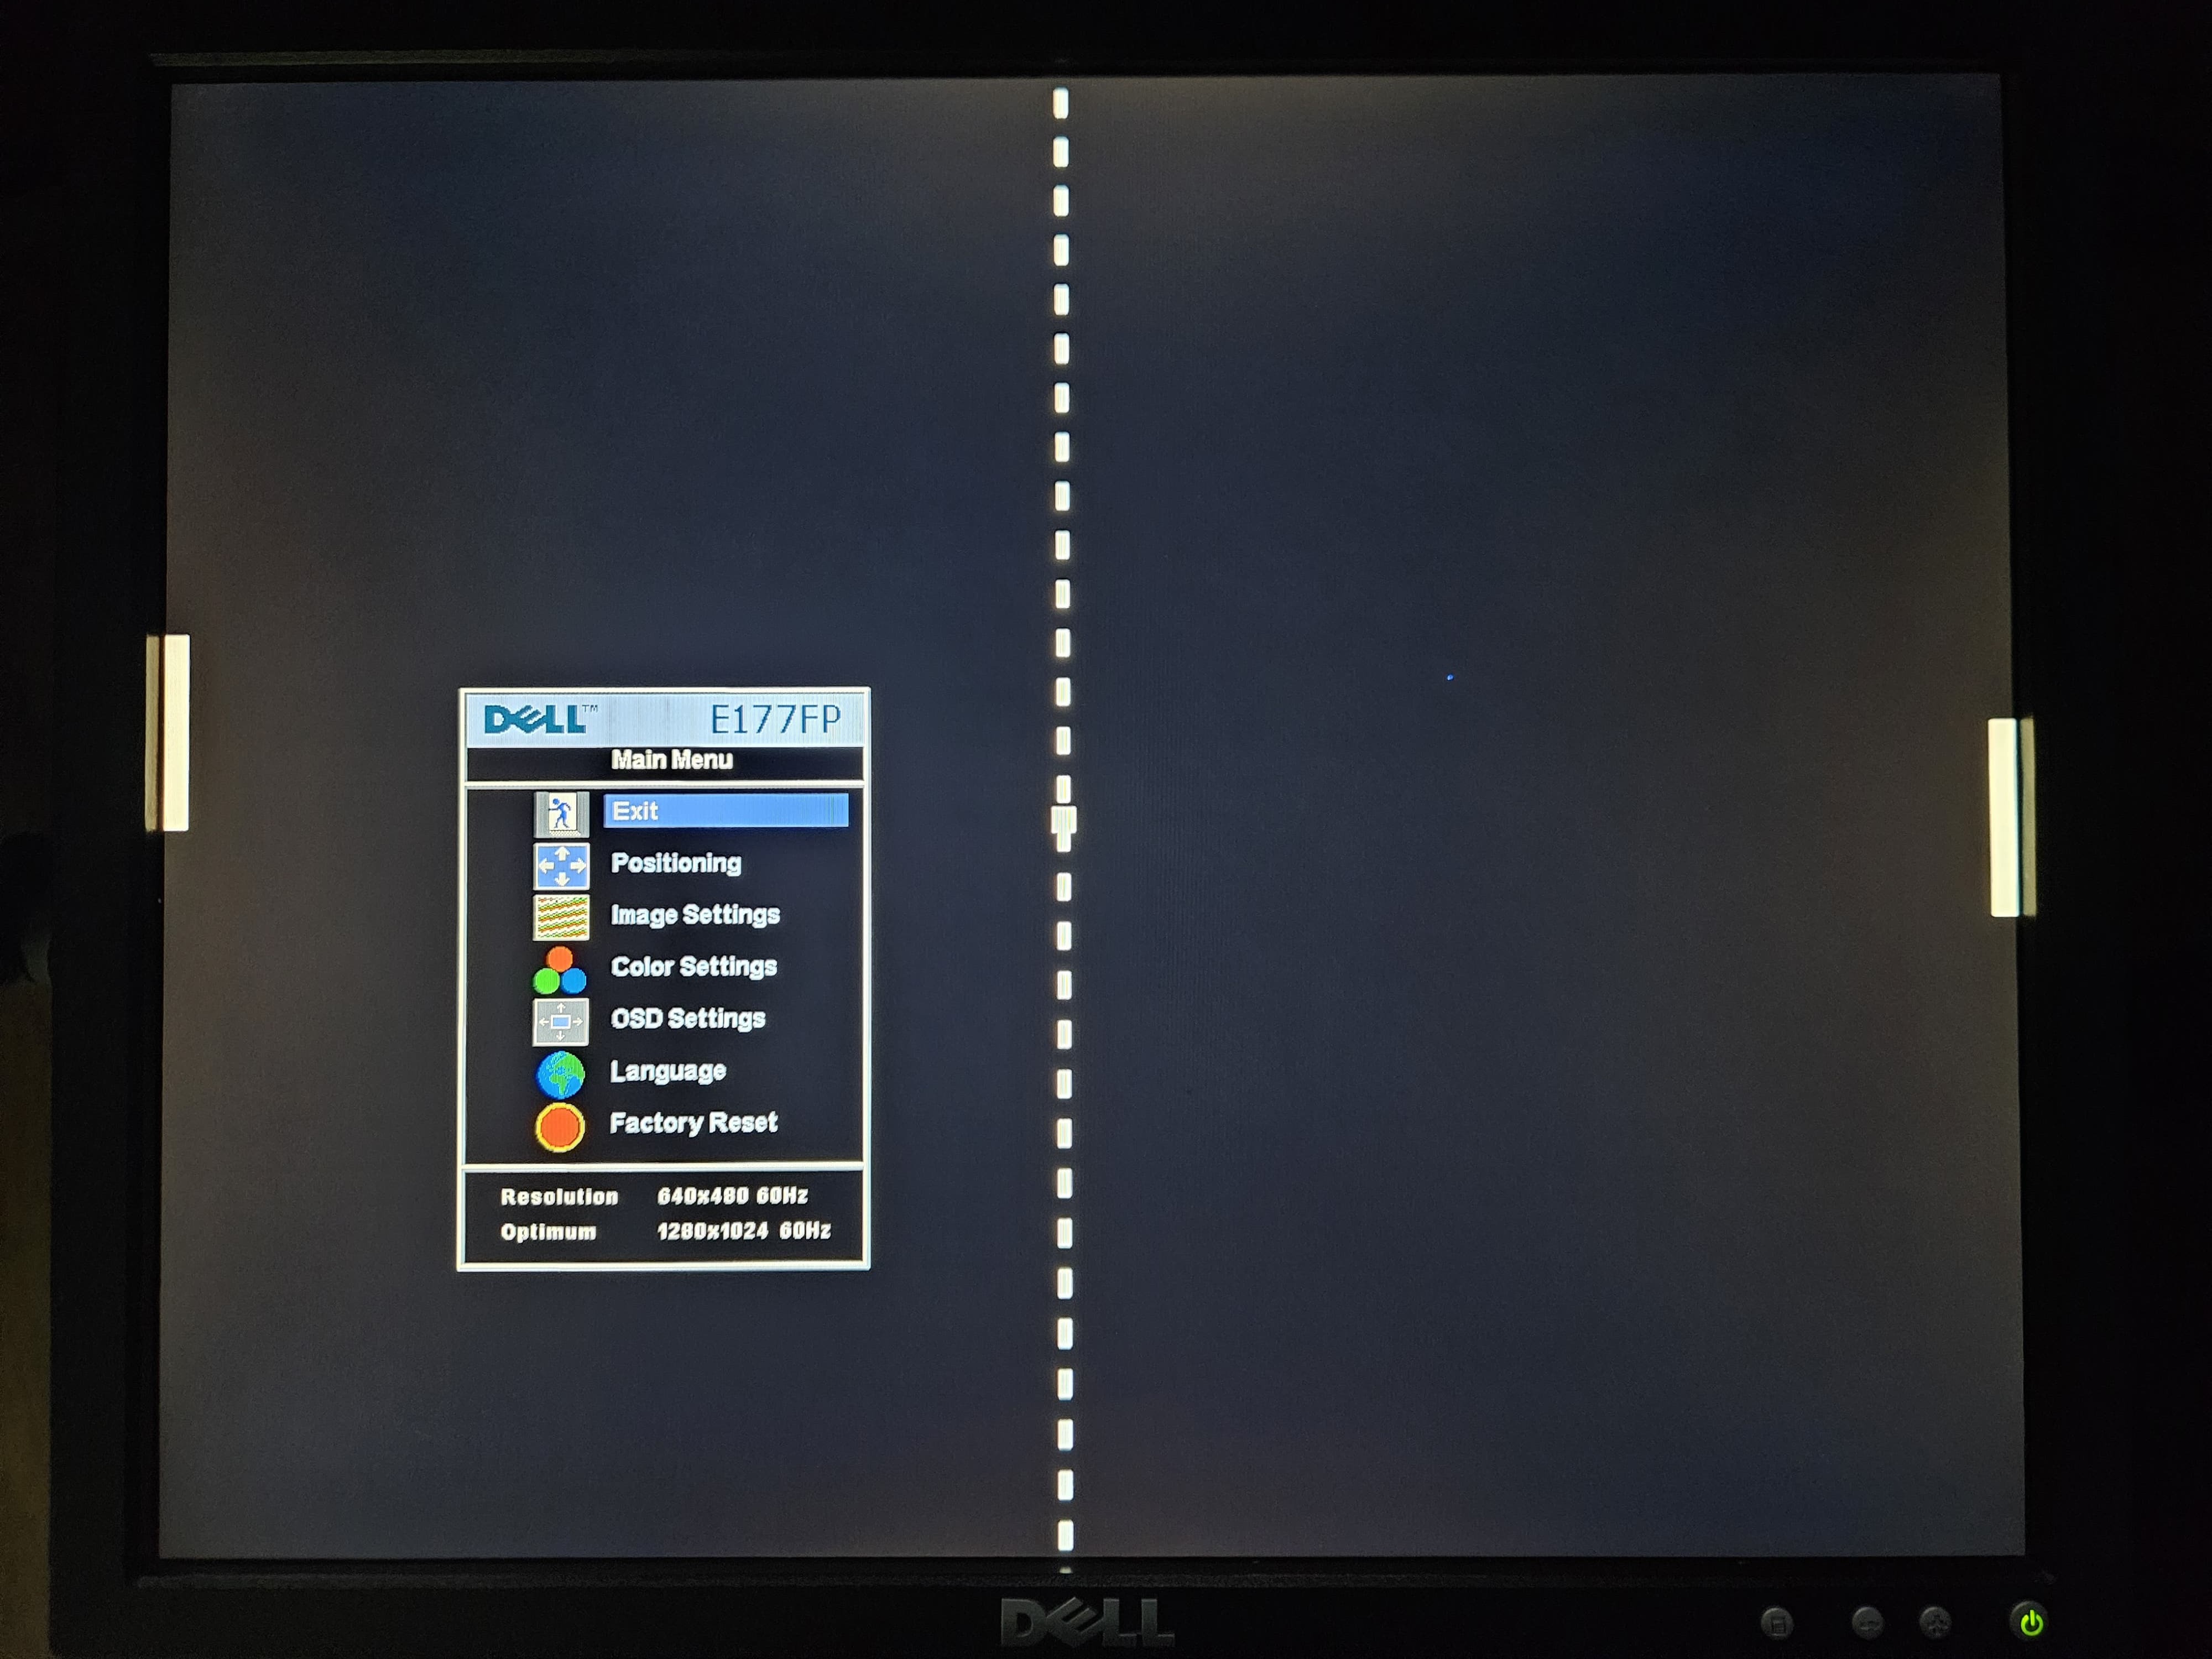 DELL™ E177FP
Main Menu
Exit
Positioning
Image Settings
Color Settings
OSD Settings
Language
Factory Reset
Resolution 640x480 60Hz
Optimum 1280x1024 60Hz
DELL